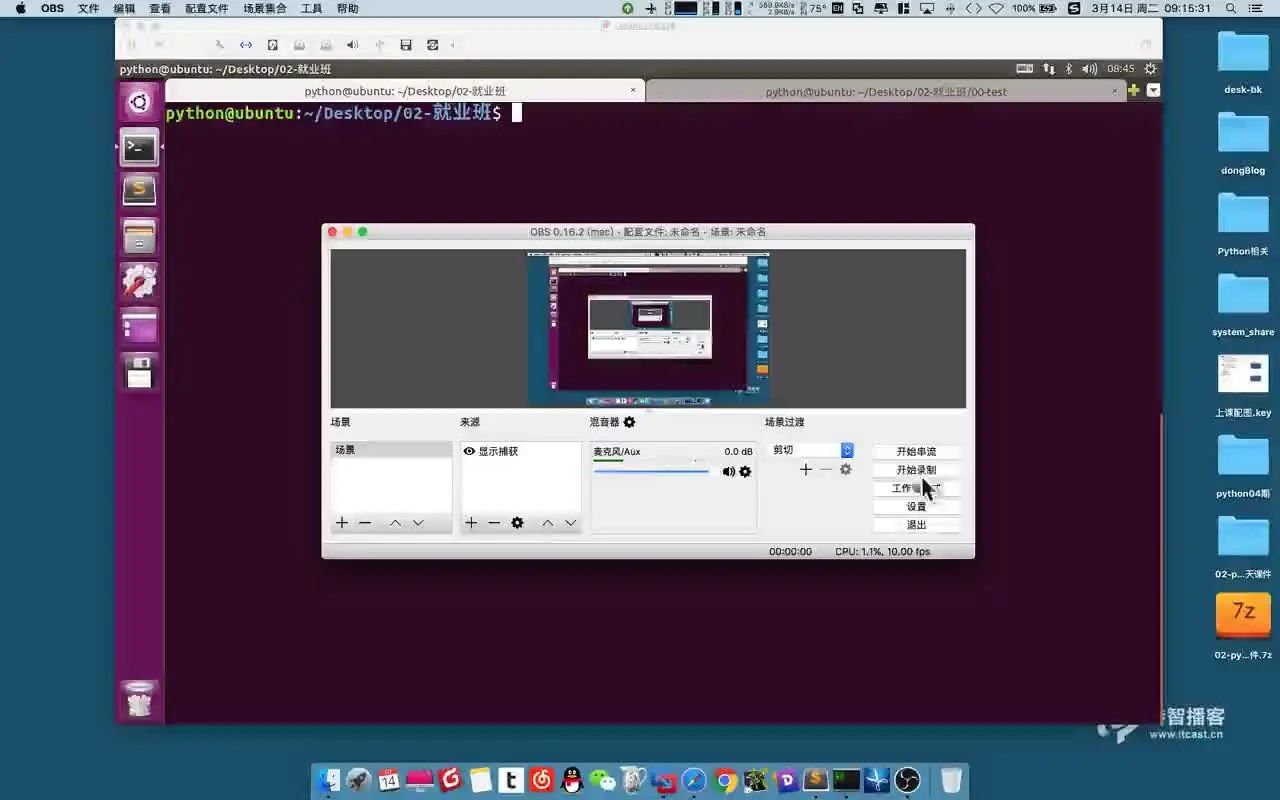 OBS 文件 编辑 查看 配置文件 场景集合 工具 帮助
75° 100% 3月14日 周二 09:15:31
python@ubuntu: ~/Desktop/02-就业班
08:45
python@ubuntu: ~/Desktop/02-就业班 ×
python@ubuntu: ~/Desktop/02-就业班/00-test ×
python@ubuntu:~/Desktop/02-就业班$
OBS 0.16.2 (mac) - 配置文件: 未命名 - 场景: 未命名
场景
来源
混音器
场景过渡
场景
显示捕获
麦克风/Aux
0.0 dB
剪切
开始串流
开始录制
工作
设置
退出
00:00:00
CPU: 1.1%, 10.00 fps
desk-bk
dongBlog
Python相关
system_share
上课配图.key
python04期
02-p...天课件
7z
02-py...件.7z
智播客
www.itcast.cn
14